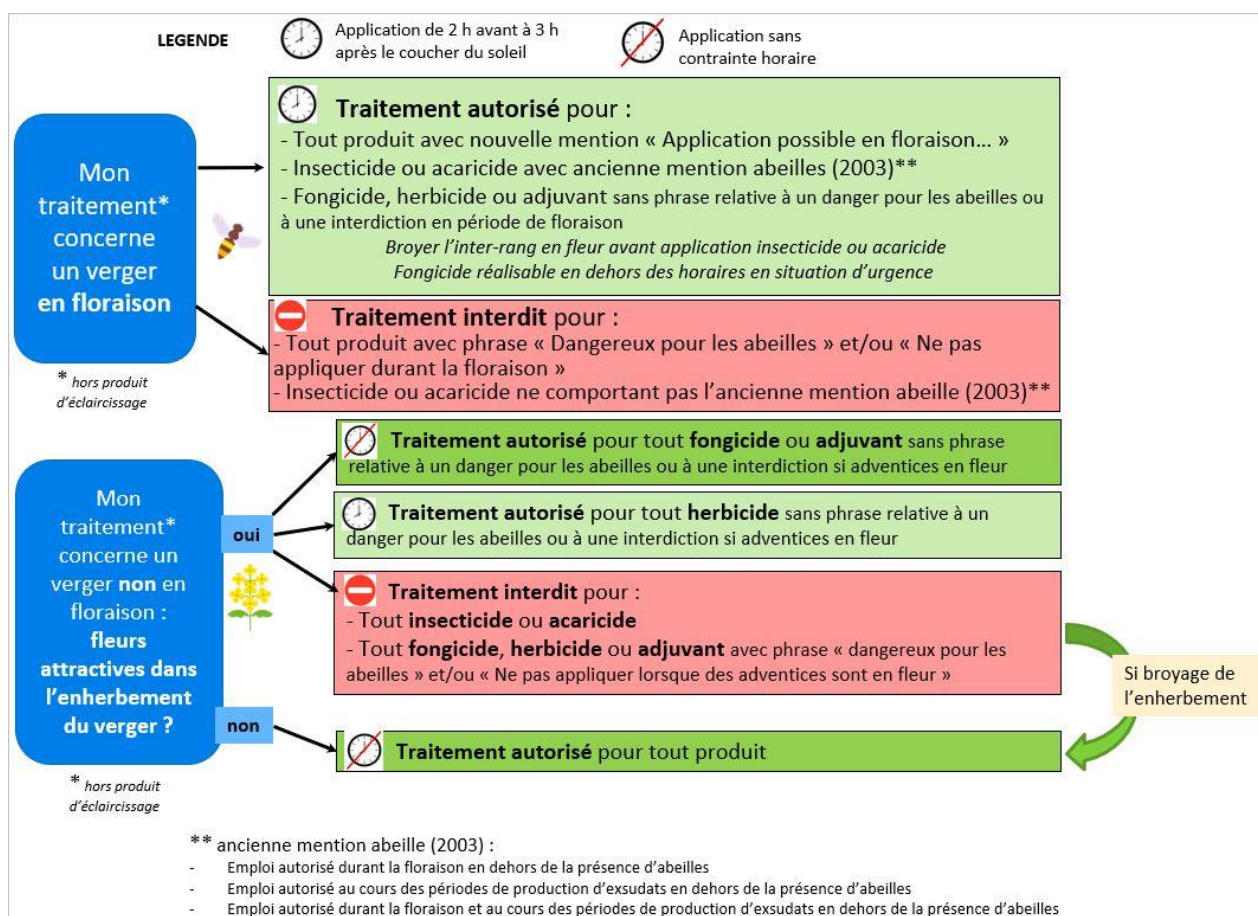 LEGENDE
Application de 2 h avant à 3 h
après le coucher du soleil
Application sans
contrainte horaire
Mon
traitement*
concerne
un verger
en floraison
* hors produit
d'éclaircissage
Traitement autorisé pour :
- Tout produit avec nouvelle mention « Application possible en floraison... »
- Insecticide ou acaricide avec ancienne mention abeilles (2003)**
- Fongicide, herbicide ou adjuvant sans phrase relative à un danger pour les abeilles ou
à une interdiction en période de floraison
Broyer l'inter-rang en fleur avant application insecticide ou acaricide
Fongicide réalisable en dehors des horaires en situation d'urgence
Traitement interdit pour :
- Tout produit avec phrase « Dangereux pour les abeilles » et/ou « Ne pas
appliquer durant la floraison »
- Insecticide ou acaricide ne comportant pas l'ancienne mention abeille (2003)**
Mon
traitement*
concerne un
verger non en
floraison :
fleurs
attractives dans
l'enherbement
du verger ?
* hors produit
d'éclaircissage
oui
Traitement autorisé pour tout fongicide ou adjuvant sans phrase
relative à un danger pour les abeilles ou à une interdiction si adventices en fleur
Traitement autorisé pour tout herbicide sans phrase relative à un
danger pour les abeilles ou à une interdiction si adventices en fleur
Traitement interdit pour :
- Tout insecticide ou acaricide
- Tout fongicide, herbicide ou adjuvant avec phrase « dangereux pour les
abeilles » et/ou « Ne pas appliquer lorsque des adventices sont en fleur »
Si broyage de
l'enherbement
non
Traitement autorisé pour tout produit
** ancienne mention abeille (2003) :
- Emploi autorisé durant la floraison en dehors de la présence d'abeilles
- Emploi autorisé au cours des périodes de production d'exsudats en dehors de la présence d'abeilles
- Emploi autorisé durant la floraison et au cours des périodes de production d'exsudats en dehors de la présence d'abeilles